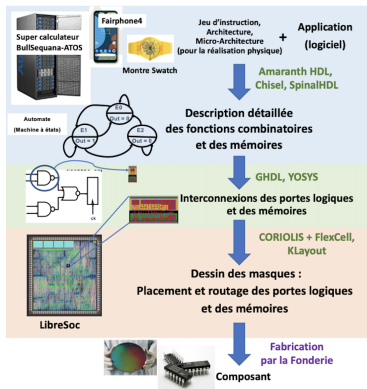 Fairphone4
Super calculateur
BullSequana-ATOS
Montre Swatch
Jeu d'instruction,
Architecture,
Micro-Architecture
(pour la réalisation physique)
+
Application
(logiciel)
Amaranth HDL,
Chisel, SpinalHDL
Automate
(Machine à états)
E0
Out = 0
E1
Out = 1
E2
Out = 0
Description détaillée
des fonctions combinatoires
et des mémoires
GHDL, YOSYS
Interconnexions des portes logiques
et des mémoires
ck
CORIOLIS + FlexCell,
KLayout
Dessin des masques :
Placement et routage des portes logiques
et des mémoires
LibreSoc
Fabrication
par la Fonderie
Composant